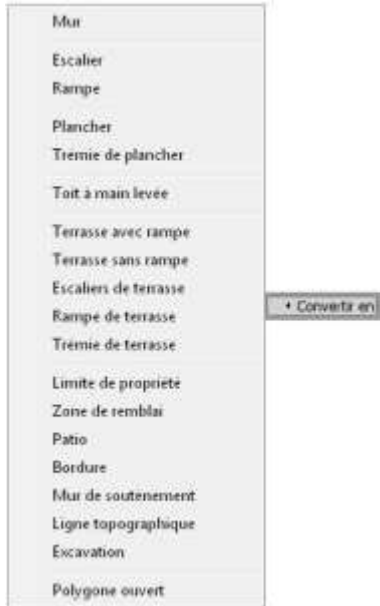 Mur
Escalier
Rampe
Plancher
Trémie de plancher
Toit à main levée
Terrasse avec rampe
Terrasse sans rampe
Escaliers de terrasse
Rampe de terrasse
Trémie de terrasse
Convertir en
Limite de propriété
Zone de remblai
Patio
Bordure
Mur de soutènement
Ligne topographique
Excavation
Polygone ouvert